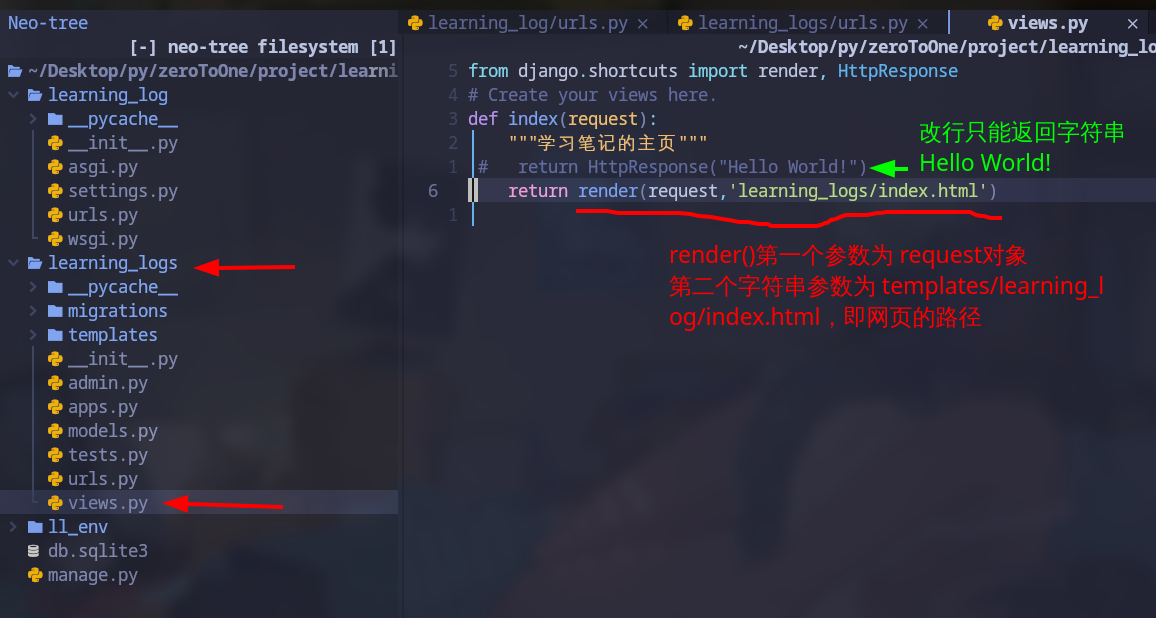 Neo-tree
learning_log/urls.py ×
learning_logs/urls.py ×
views.py ×
[-] neo-tree filesystem [1]
~/Desktop/py/zeroToOne/project/learning_lo
~/Desktop/py/zeroToOne/project/learni
learning_log
__pycache__
__init__.py
asgi.py
settings.py
urls.py
wsgi.py
learning_logs
__pycache__
migrations
templates
__init__.py
admin.py
apps.py
models.py
tests.py
urls.py
views.py
ll_env
db.sqlite3
manage.py
5 from django.shortcuts import render, HttpResponse
4 # Create your views here.
3 def index(request):
2 """学习笔记的主页"""
1 # return HttpResponse("Hello World!")
6 return render(request,'learning_logs/index.html')
1
改行只能返回字符串
Hello World!
render()第一个参数为 request对象
第二个字符串参数为 templates/learning_l
og/index.html，即网页的路径